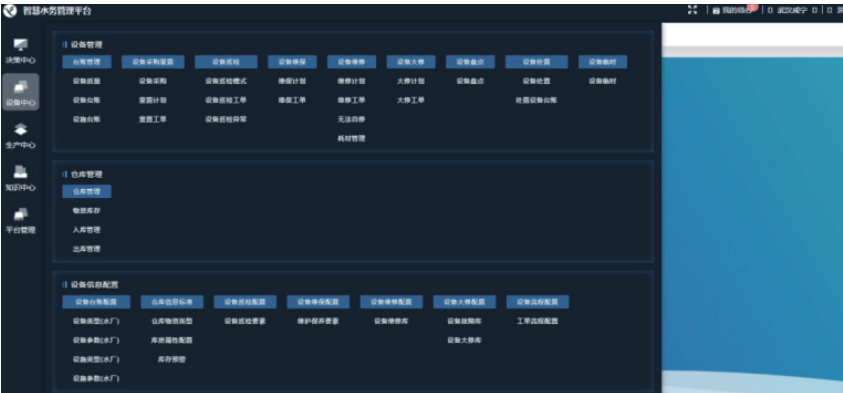 智慧水务管理平台
我的待办 武汉咸宁
决策中心
设备中心
生产中心
知识中心
平台管理
设备管理
台账管理 设备采购重置 设备巡检 设备维保 设备维修 设备大修 设备盘点 设备处置 设备临时
设备采购 设备巡检模式 维保计划 维修计划 大修计划 设备盘点 设备处置 设备临时
设备台账 重置计划 设备巡检工单 维保工单 维修工单 大修工单 处置设备台账
设施台账 重置工单 设备巡检异常 无法自修
耗材管理
仓库管理
仓库管理
物资库存
入库管理
出库管理
设备信息配置
设备台账配置 仓库信息标准 设备巡检配置 设备维保配置 设备维修配置 设备大修配置 设备流程配置
设备类型(水厂) 仓库物资类型 设备巡检要素 维护保养要素 设备维修库 设备故障库 工单流程配置
设备参数(水厂) 库房属性配置 设备大修库
设施类型(水厂) 库存预警
设施参数(水厂)